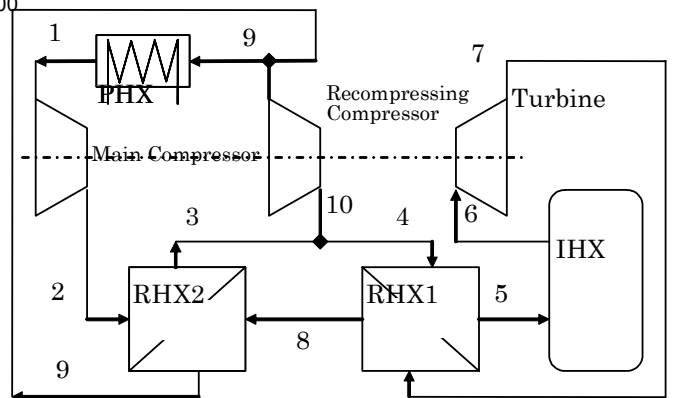 00
1
9
7
PHX
Recompressing
Compressor
Turbine
Main Compressor
10
3
4
6
IHX
2
RHX2
RHX1
5
8
9